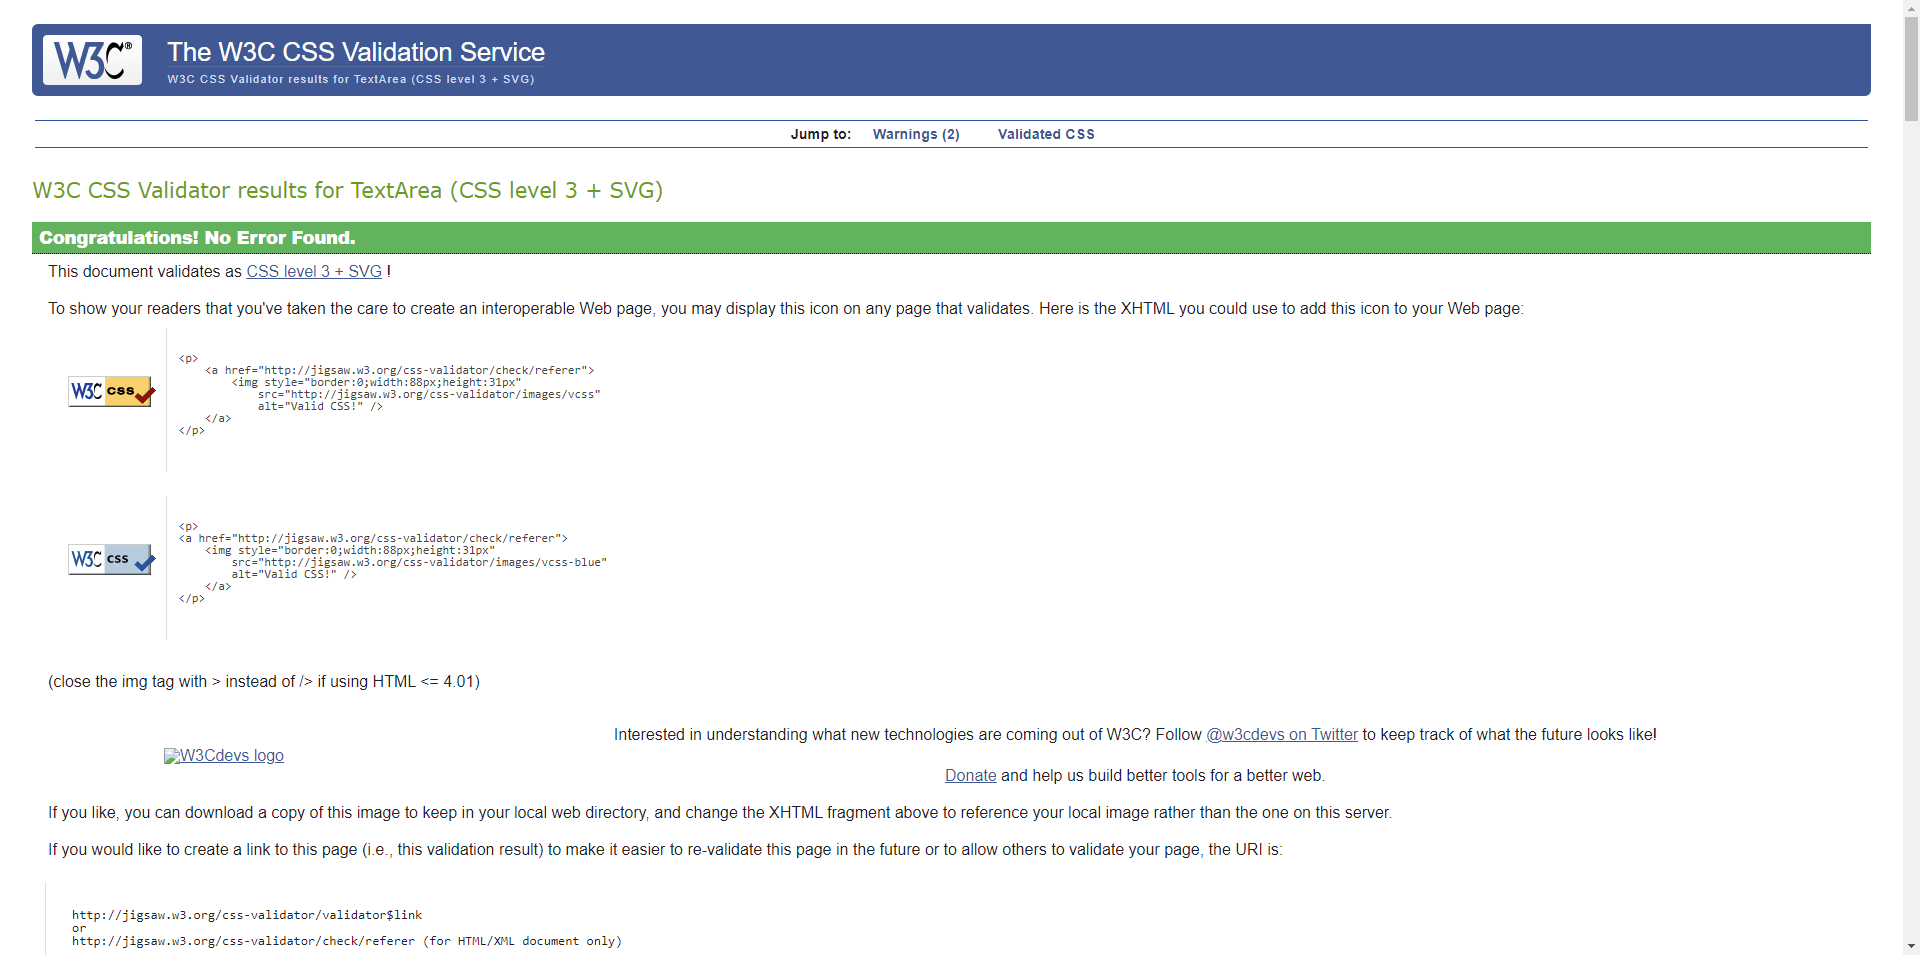 W3C®
The W3C CSS Validation Service
W3C CSS Validator results for TextArea (CSS level 3 + SVG)
Jump to: Warnings (2) Validated CSS
W3C CSS Validator results for TextArea (CSS level 3 + SVG)
Congratulations! No Error Found.
This document validates as CSS level 3 + SVG !
To show your readers that you've taken the care to create an interoperable Web page, you may display this icon on any page that validates. Here is the XHTML you could use to add this icon to your Web page:
W3C css
<p>
    <a href="http://jigsaw.w3.org/css-validator/check/referer">
        <img style="border:0;width:88px;height:31px"
            src="http://jigsaw.w3.org/css-validator/images/vcss"
            alt="Valid CSS!" />
    </a>
</p>
W3C css
<p>
<a href="http://jigsaw.w3.org/css-validator/check/referer">
    <img style="border:0;width:88px;height:31px"
        src="http://jigsaw.w3.org/css-validator/images/vcss-blue"
        alt="Valid CSS!" />
    </a>
</p>
(close the img tag with > instead of /> if using HTML <= 4.01)
Interested in understanding what new technologies are coming out of W3C? Follow @w3cdevs on Twitter to keep track of what the future looks like!
W3Cdevs logo
Donate and help us build better tools for a better web.
If you like, you can download a copy of this image to keep in your local web directory, and change the XHTML fragment above to reference your local image rather than the one on this server.
If you would like to create a link to this page (i.e., this validation result) to make it easier to re-validate this page in the future or to allow others to validate your page, the URI is:
http://jigsaw.w3.org/css-validator/validator$link
or
http://jigsaw.w3.org/css-validator/check/referer (for HTML/XML document only)